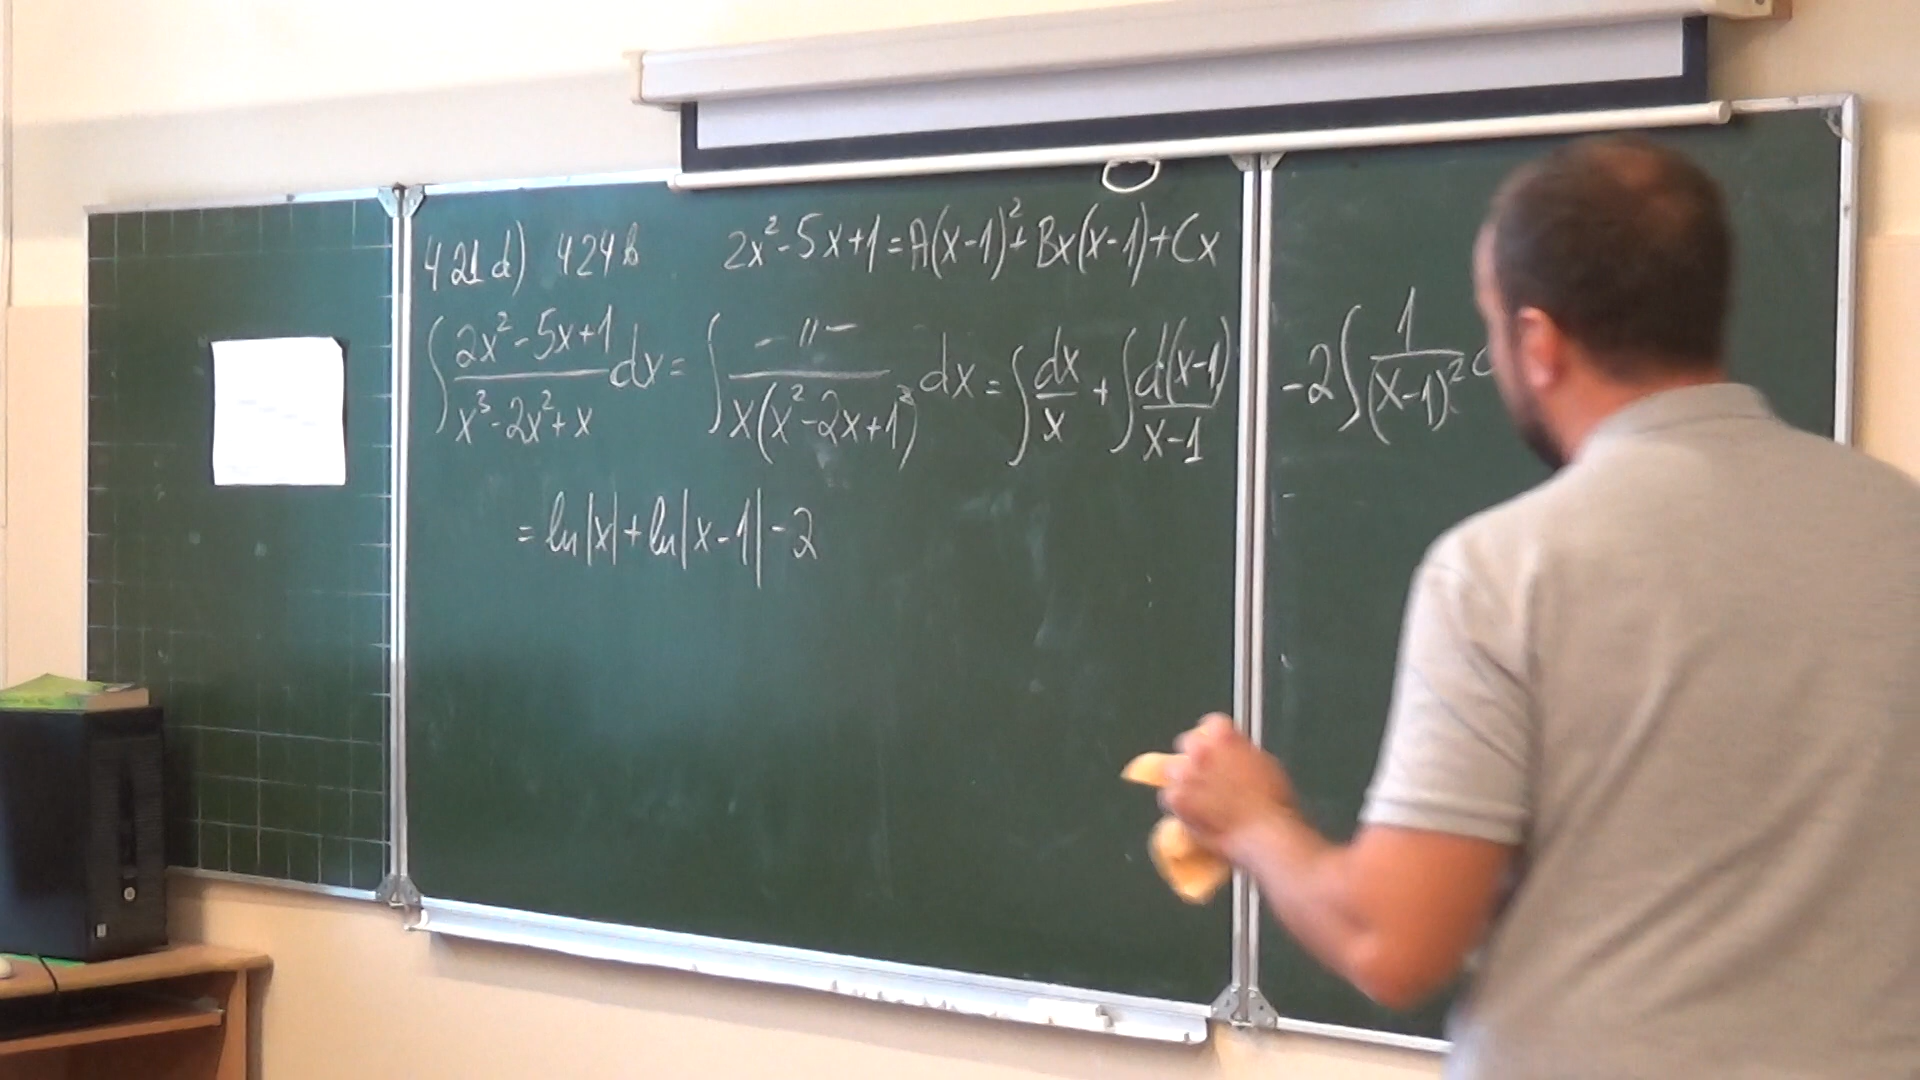 421 d) 424 b
2x² - 5x + 1 = A(x-1)² + Bx(x-1) + Cx
∫ (2x² - 5x + 1)/(x³ - 2x² + x) dx = ∫ (-〃-)/(x(x² - 2x + 1)) dx = ∫ dx/x + ∫ d(x-1)/(x-1) - 2∫ 1/(x-1)²
= ln|x| + ln|x-1| - 2